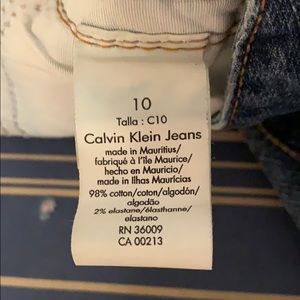 10
Talla : C10
Calvin Klein Jeans
made in Mauritius/
fabriqué à l'île Maurice/
hecho en Mauricio/
made in Ilhas Maurícias
98% cotton/coton/algodón/
algodão
2% elastane/élasthanne/
elastano
RN 36009
CA 00213